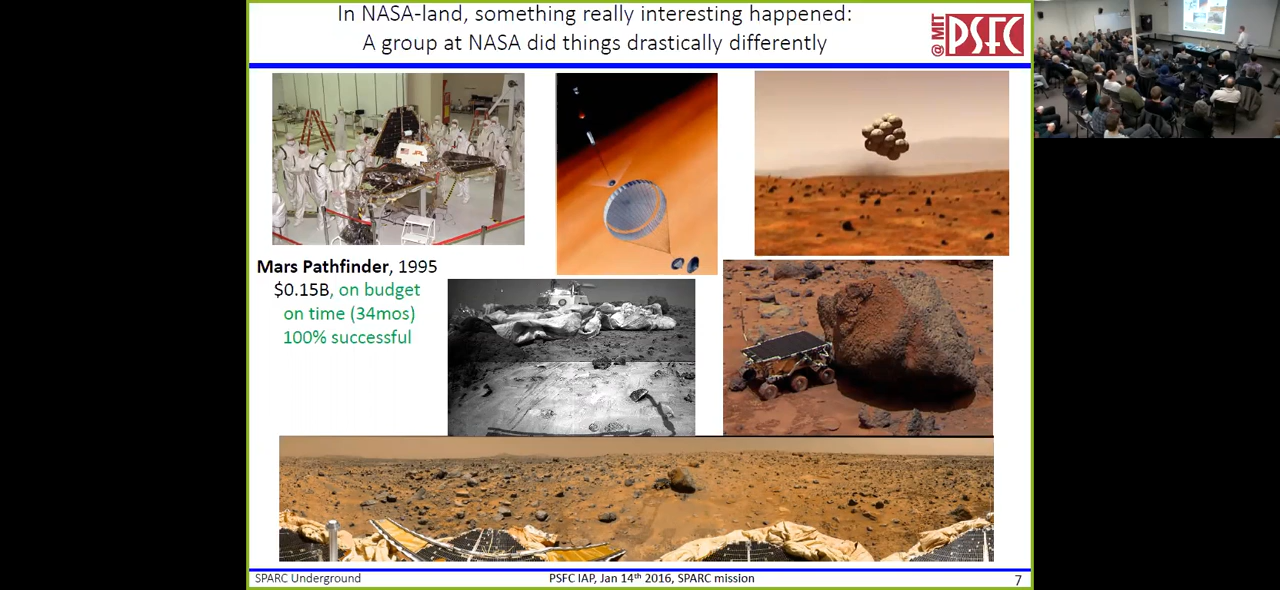 In NASA-land, something really interesting happened:
A group at NASA did things drastically differently
@ MIT
PSFC
JPL
Mars Pathfinder, 1995
$0.15B, on budget
on time (34mos)
100% successful
SPARC Underground
PSFC IAP, Jan 14th 2016, SPARC mission
7